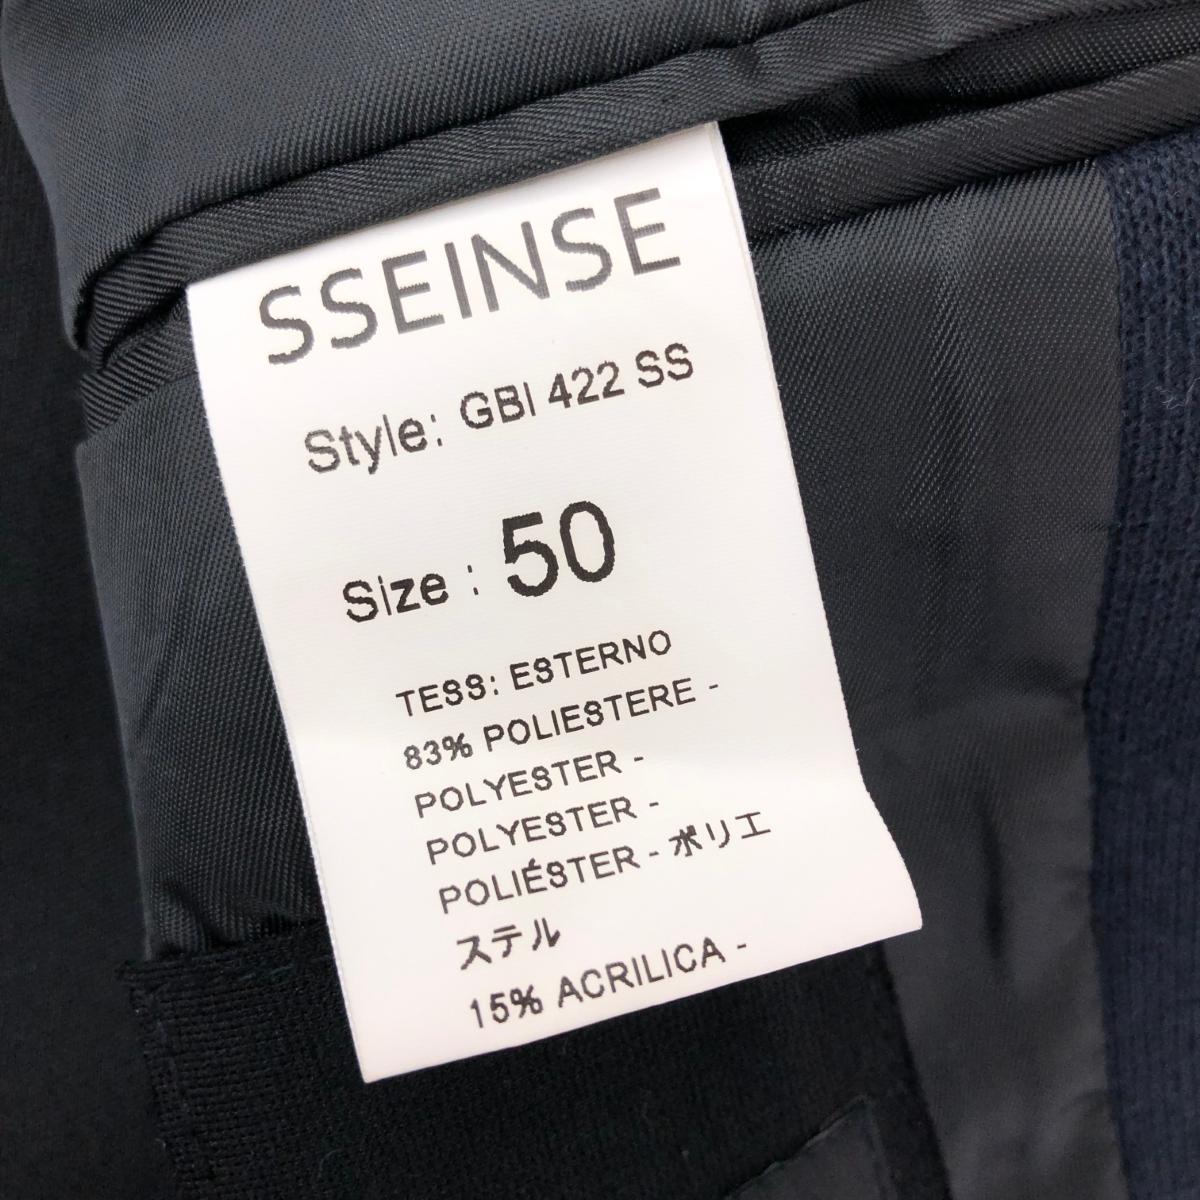 SSEINSE
Style: GBI 422 SS
Size : 50
TESS: ESTERNO
83% POLIESTERE -
POLYESTER -
POLYESTER -
POLIÉSTER - ポリエ
ステル
15% ACRILICA -